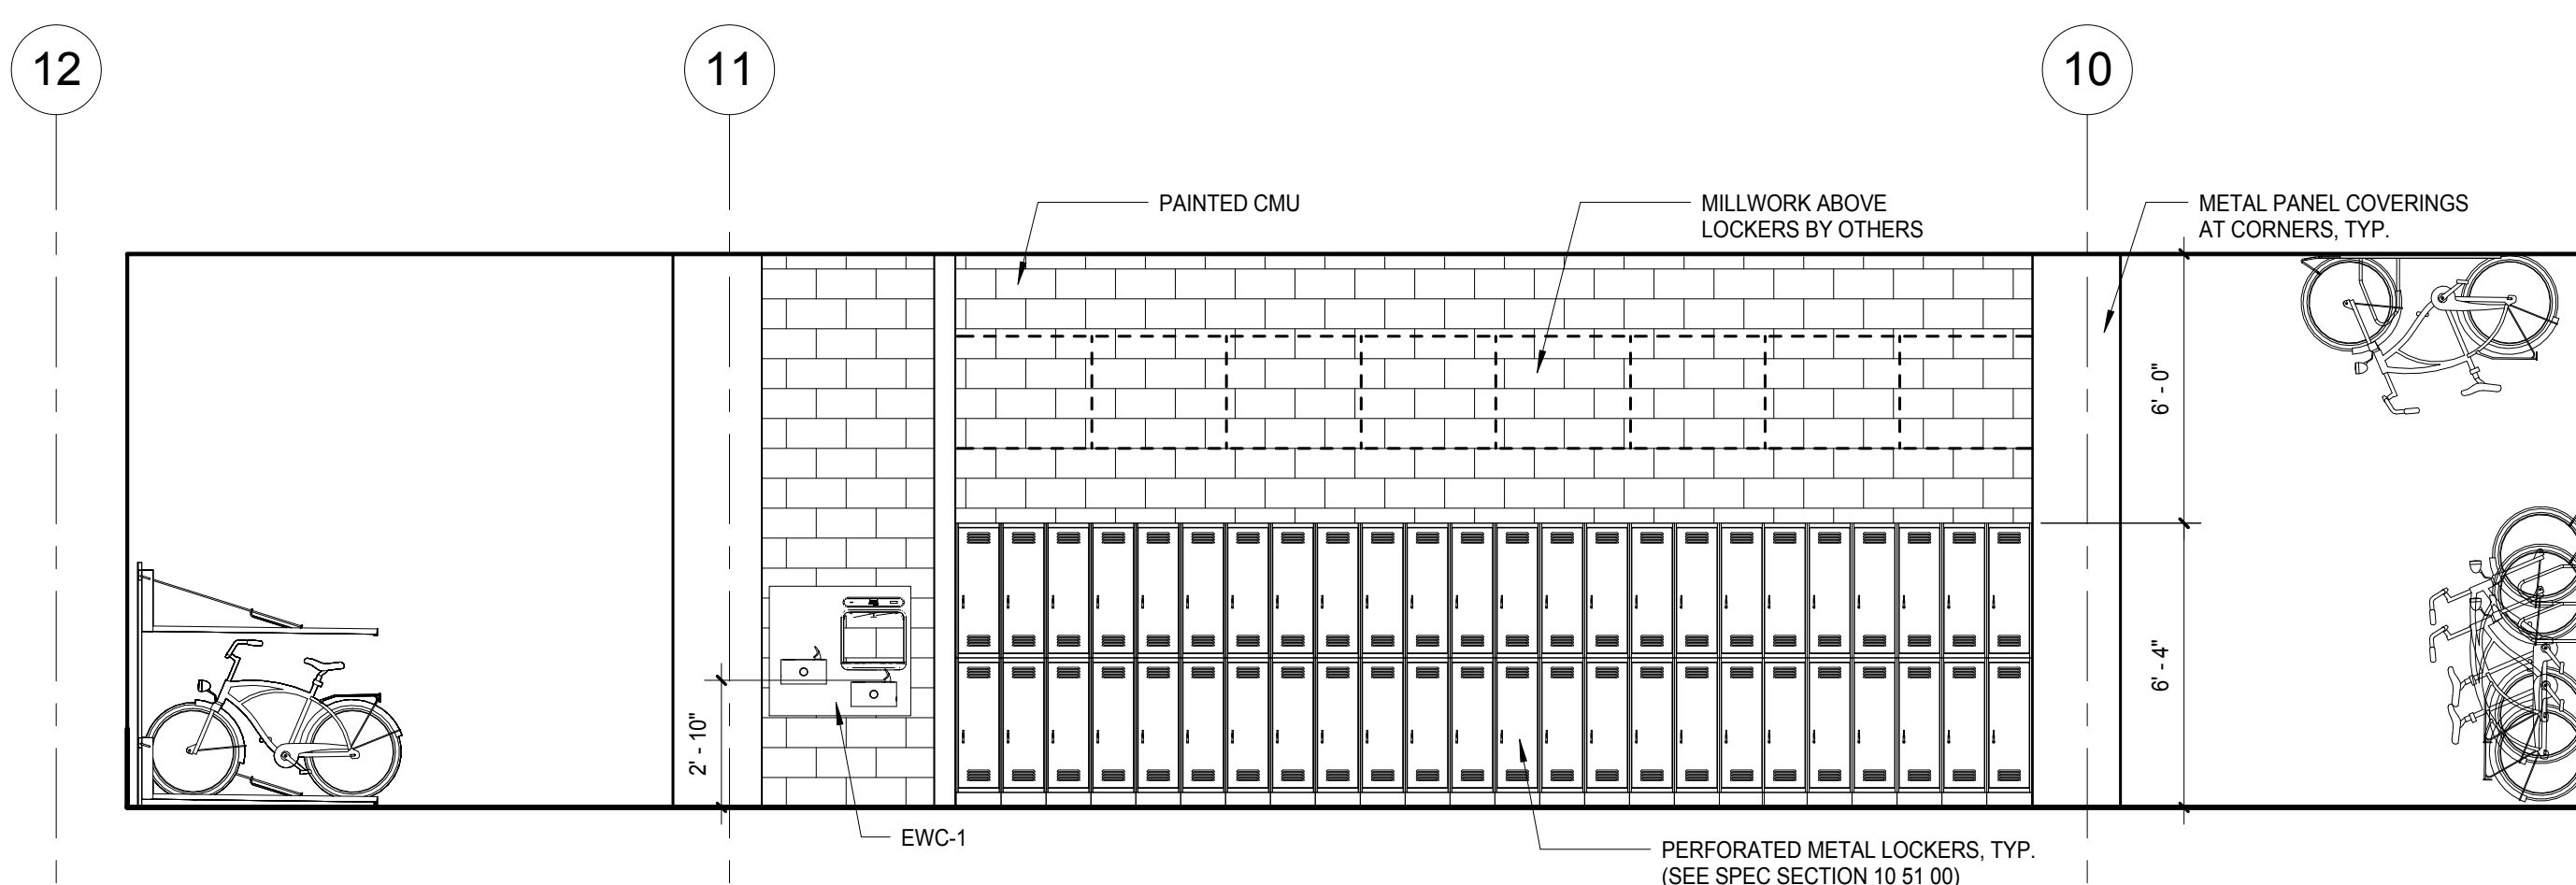 12
11
10
PAINTED CMU
MILLWORK ABOVE
LOCKERS BY OTHERS
METAL PANEL COVERINGS
AT CORNERS, TYP.
6' - 0"
6' - 4"
2' - 10"
EWC-1
PERFORATED METAL LOCKERS, TYP.
(SEE SPEC SECTION 10 51 00)